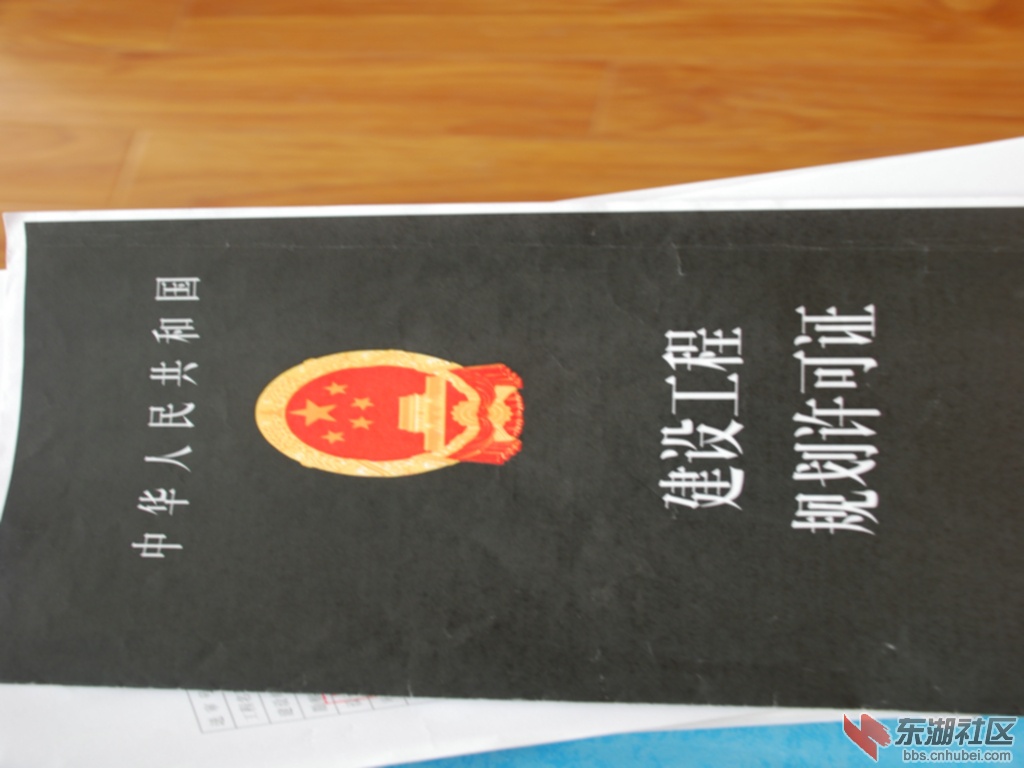 中华人民共和国
建设工程
规划许可证
东湖社区
bbs.cnhubei.com